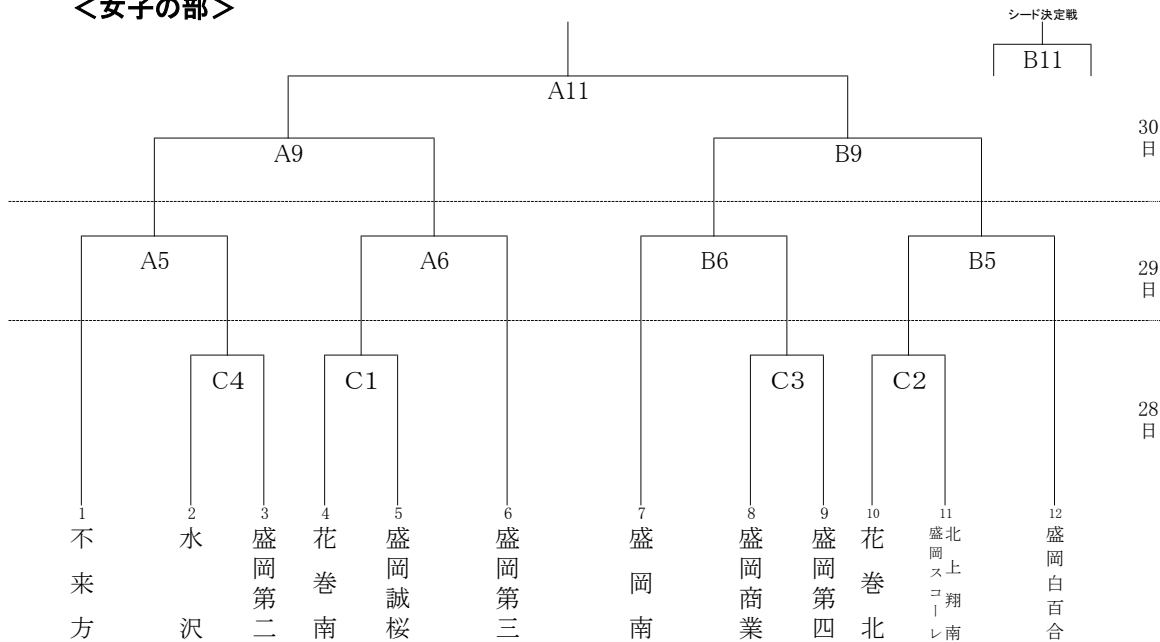 ＜女子の部＞
シード決定戦
B11
A11
30日
A9
B9
A5
A6
B6
B5
29日
C4
C1
C3
C2
28日
1
不来方
2
水沢
3
盛岡第二
4
花巻南
5
盛岡誠桜
6
盛岡第三
7
盛岡南
8
盛岡商業
9
盛岡第四
10
花巻北
11
北上翔南
盛岡スコーレ
12
盛岡白百合